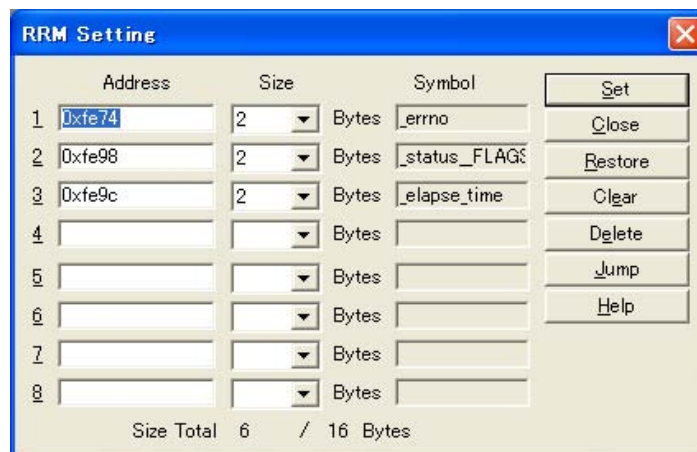 RRM Setting
Address Size Symbol
1 0xfe74 2 Bytes _errno Set
Close
2 0xfe98 2 Bytes _status__FLAGS Restore
3 0xfe9c 2 Bytes _elapse_time Clear
4 Bytes Delete
5 Bytes Jump
6 Bytes Help
7 Bytes
8 Bytes
Size Total 6 / 16 Bytes